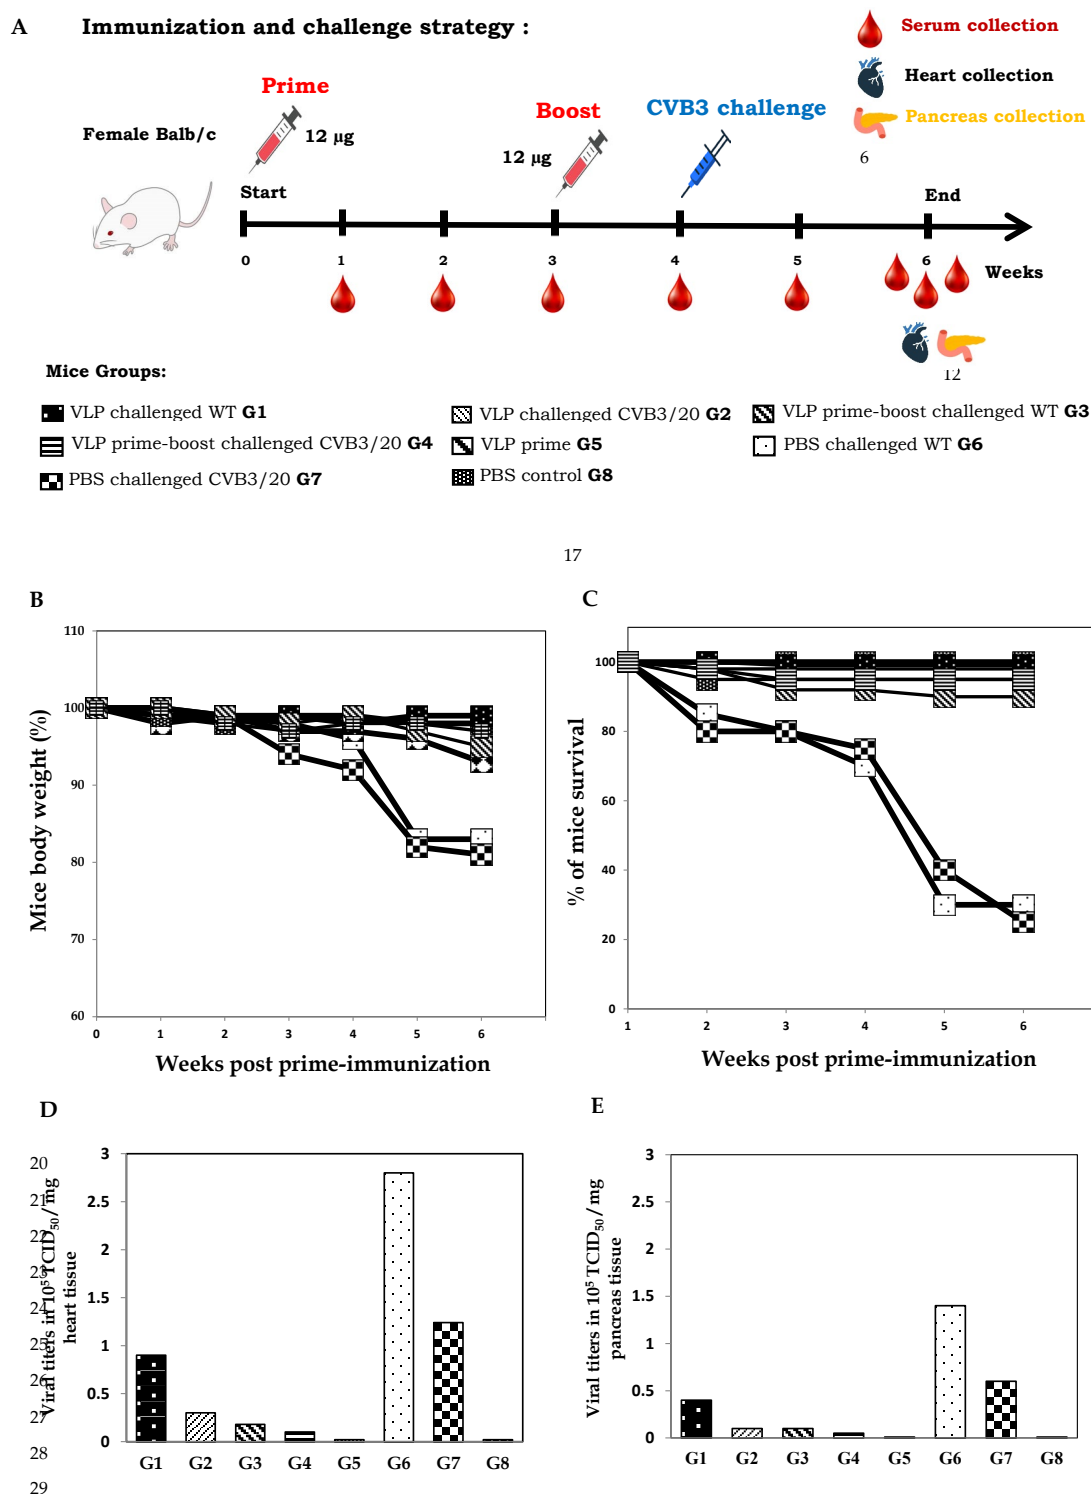 A Immunization and challenge strategy :
Serum collection
Heart collection
Pancreas collection
6
Prime
Boost
CVB3 challenge
Female Balb/c
12 µg
12 µg
Start
End
0 1 2 3 4 5 6
Weeks
12
Mice Groups:
VLP challenged WT G1
VLP challenged CVB3/20 G2
VLP prime-boost challenged WT G3
VLP prime-boost challenged CVB3/20 G4
VLP prime G5
PBS challenged WT G6
PBS challenged CVB3/20 G7
PBS control G8
17
B
110
100
90
80
70
60
0 1 2 3 4 5 6
Mice body weight (%)
Weeks post prime-immunization
C
100
80
60
40
20
0
1 2 3 4 5 6
% of mice survival
Weeks post prime-immunization
D
20
21
22
23
24
25
26
27
28
29
Viral titers in 10⁵ TCID₅₀/mg
heart tissue
3
2.5
2
1.5
1
0.5
0
G1 G2 G3 G4 G5 G6 G7 G8
E
Viral titers in 10⁵ TCID₅₀/mg
pancreas tissue
3
2.5
2
1.5
1
0.5
0
G1 G2 G3 G4 G5 G6 G7 G8